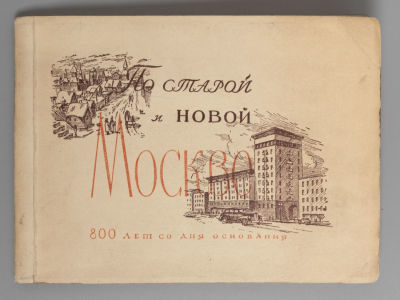 По старой
и новой
Москве
800 лет со дня основания